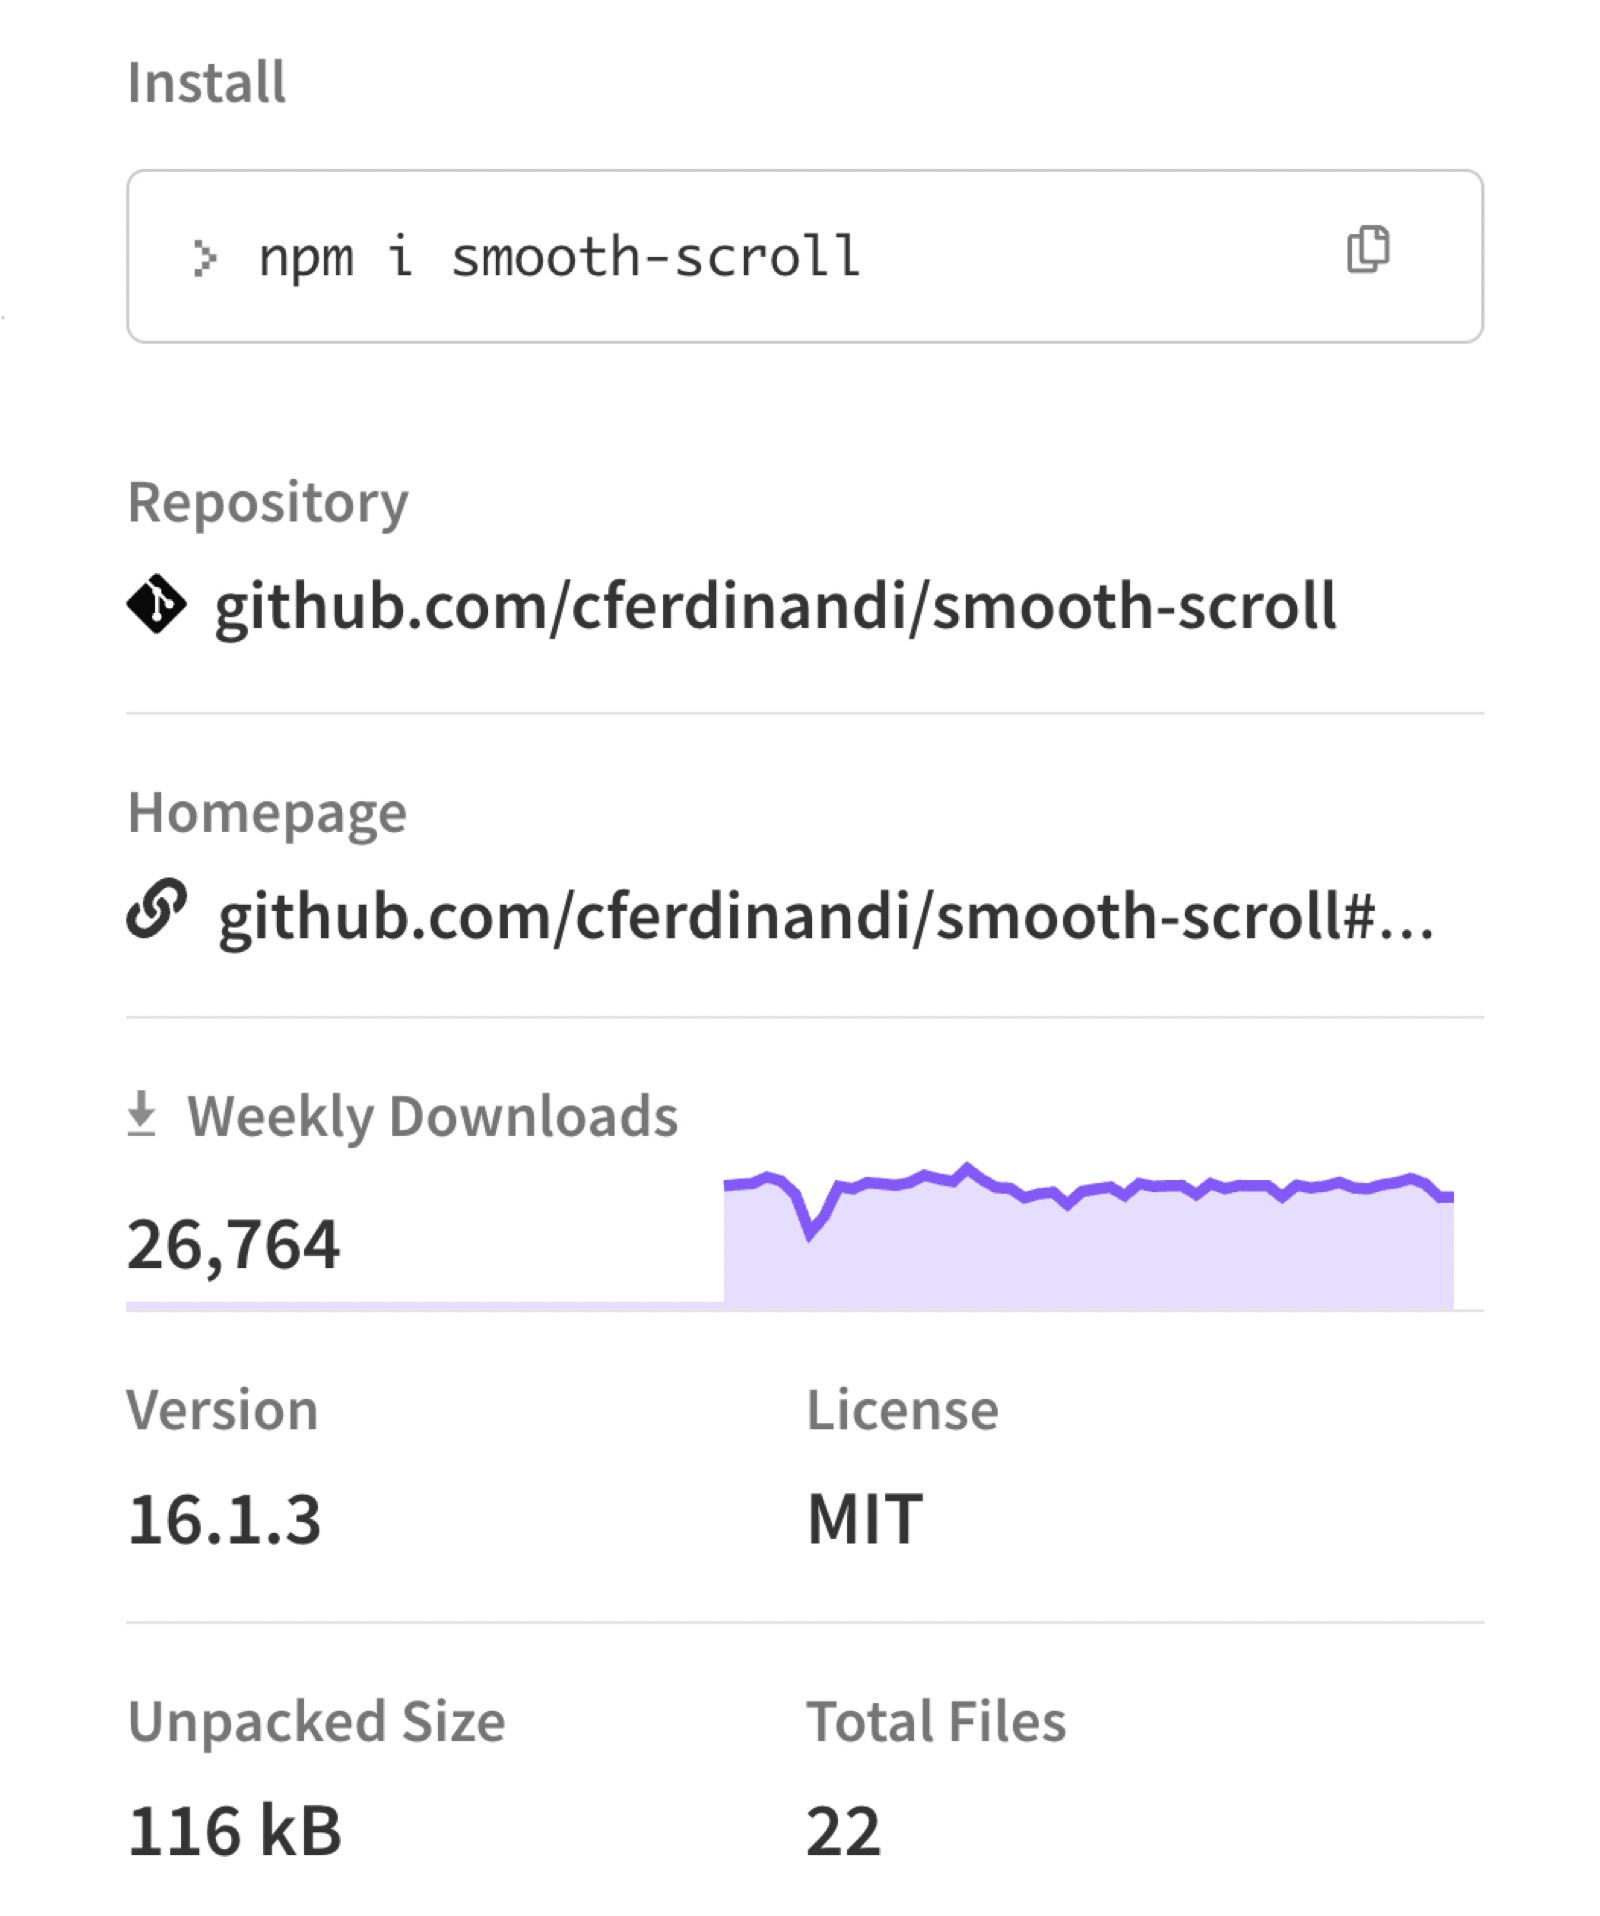 Install
npm i smooth-scroll
Repository
github.com/cferdinandi/smooth-scroll
Homepage
github.com/cferdinandi/smooth-scroll#...
Weekly Downloads
26,764
Version
License
16.1.3
MIT
Unpacked Size
Total Files
116 kB
22